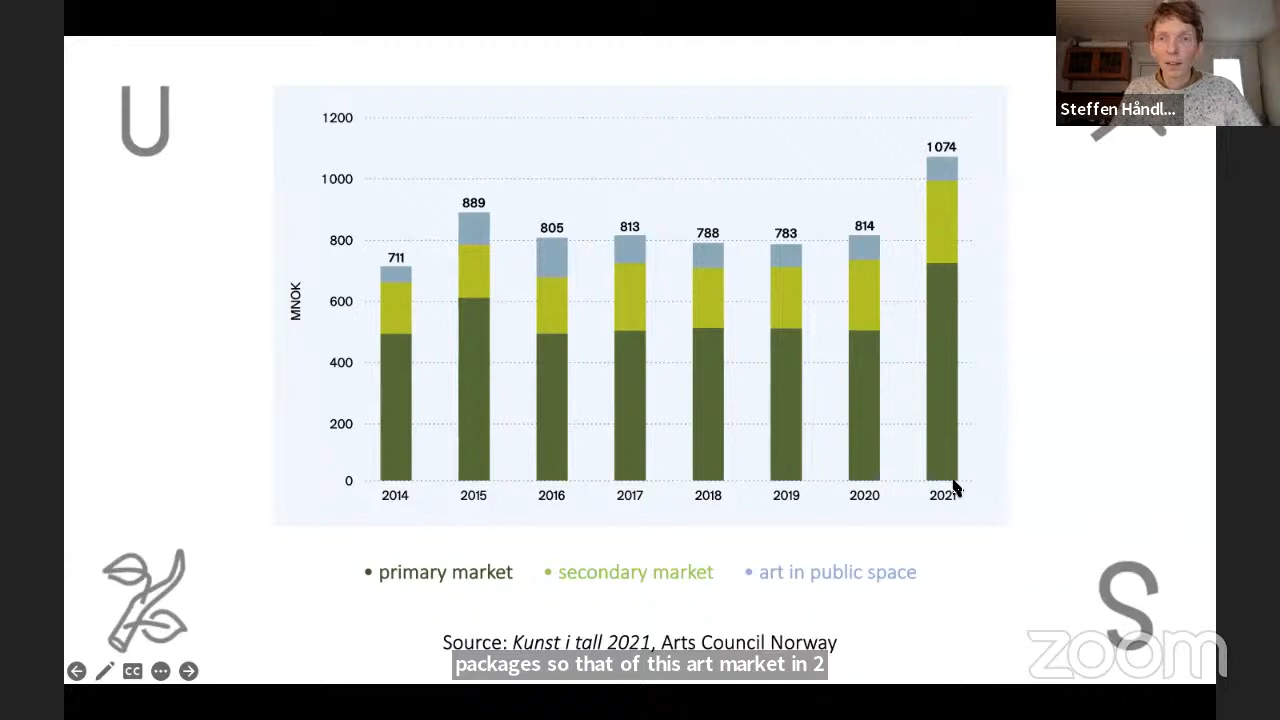 Steffen Håndl...
U
1200
1000
800
600
400
200
0
MNOK
711
889
805
813
788
783
814
1074
2014
2015
2016
2017
2018
2019
2020
2021
• primary market • secondary market • art in public space
S
Source: Kunst i tall 2021, Arts Council Norway
packages so that of this art market in 2
CC
zoom